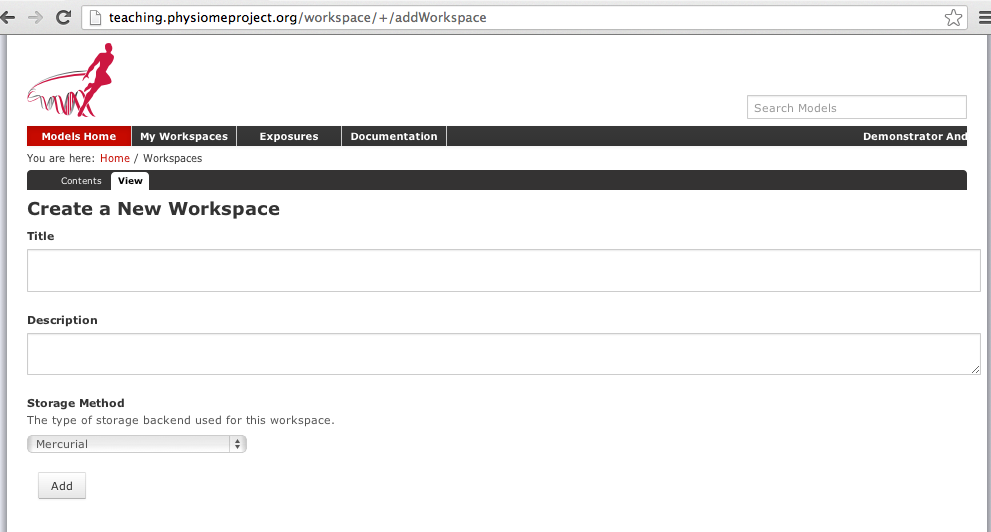 teaching.physiomeproject.org/workspace/+/addWorkspace
Search Models
Models Home My Workspaces Exposures Documentation Demonstrator And
You are here: Home / Workspaces
Contents View
Create a New Workspace
Title
Description
Storage Method
The type of storage backend used for this workspace.
Mercurial
Add